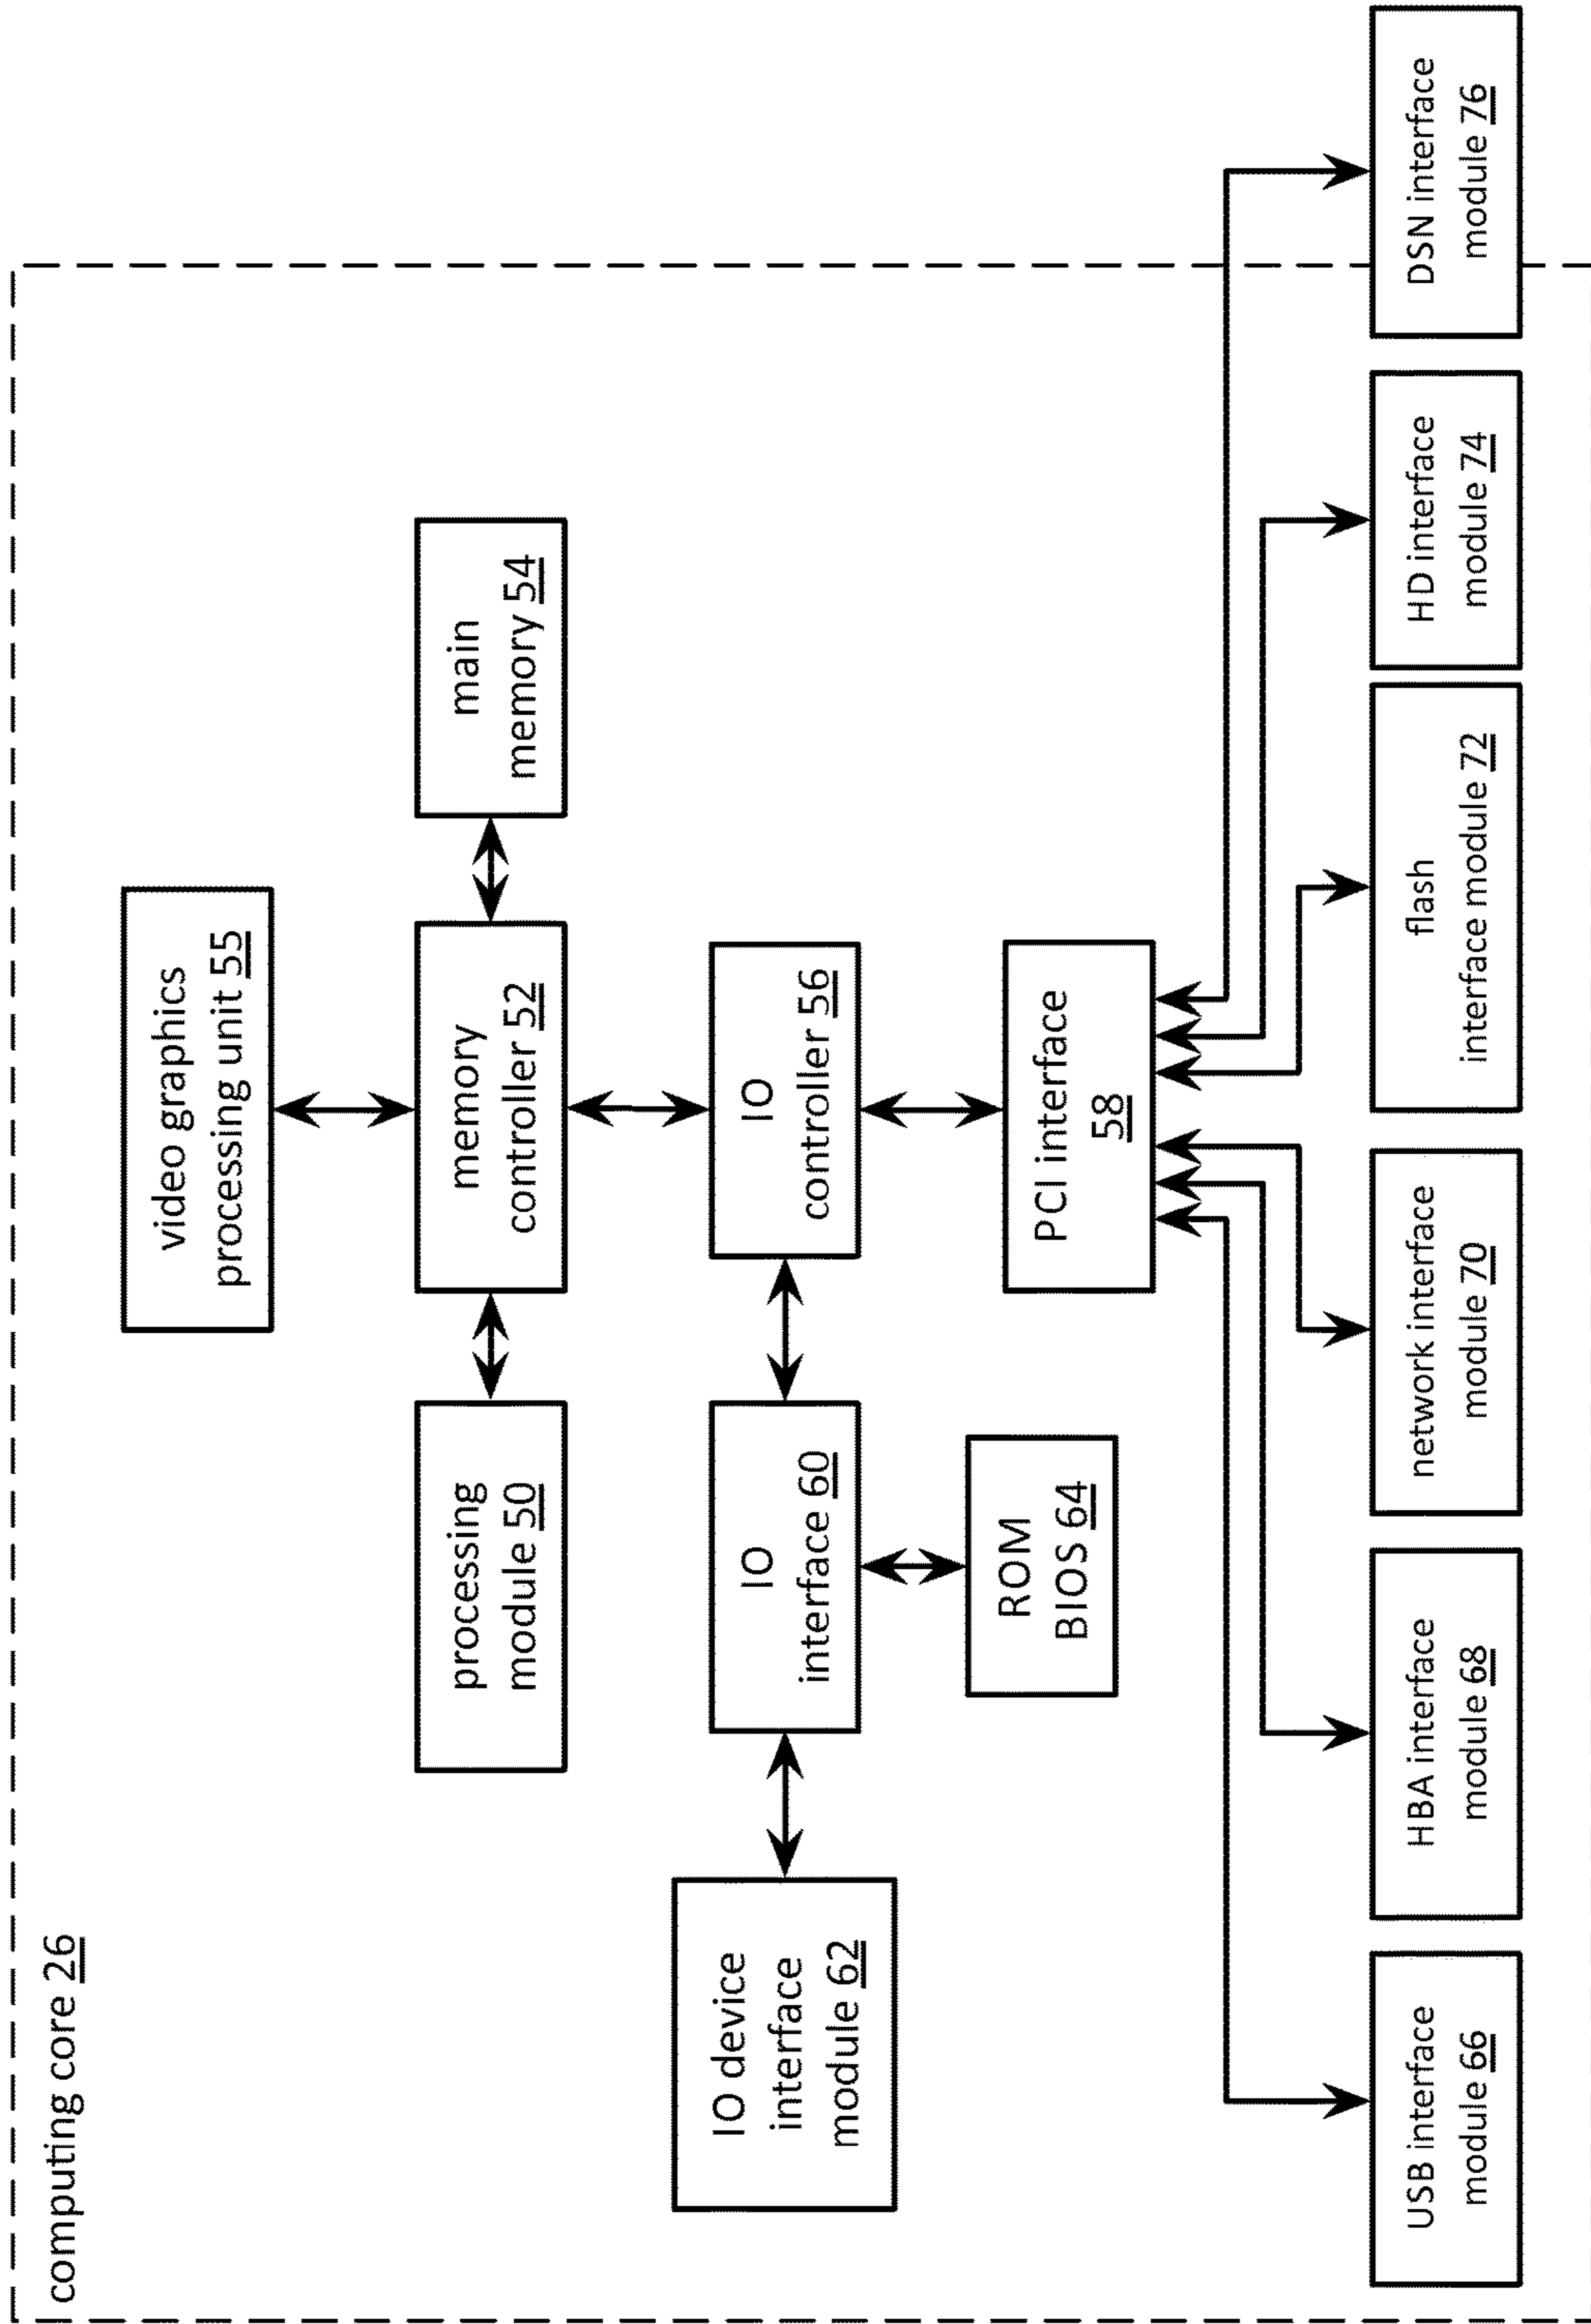 computing core 26
video graphics
processing unit 55
processing
module 50
memory
controller 52
main
memory 54
IO device
interface
module 62
IO
interface 60
IO
controller 56
ROM
BIOS 64
PCI interface
58
USB interface
module 66
HBA interface
module 68
network interface
module 70
flash
interface module 72
HD interface
module 74
DSN interface
module 76